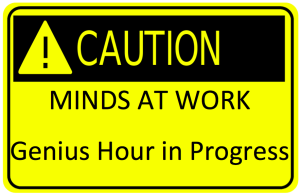 CAUTION
MINDS AT WORK
Genius Hour in Progress